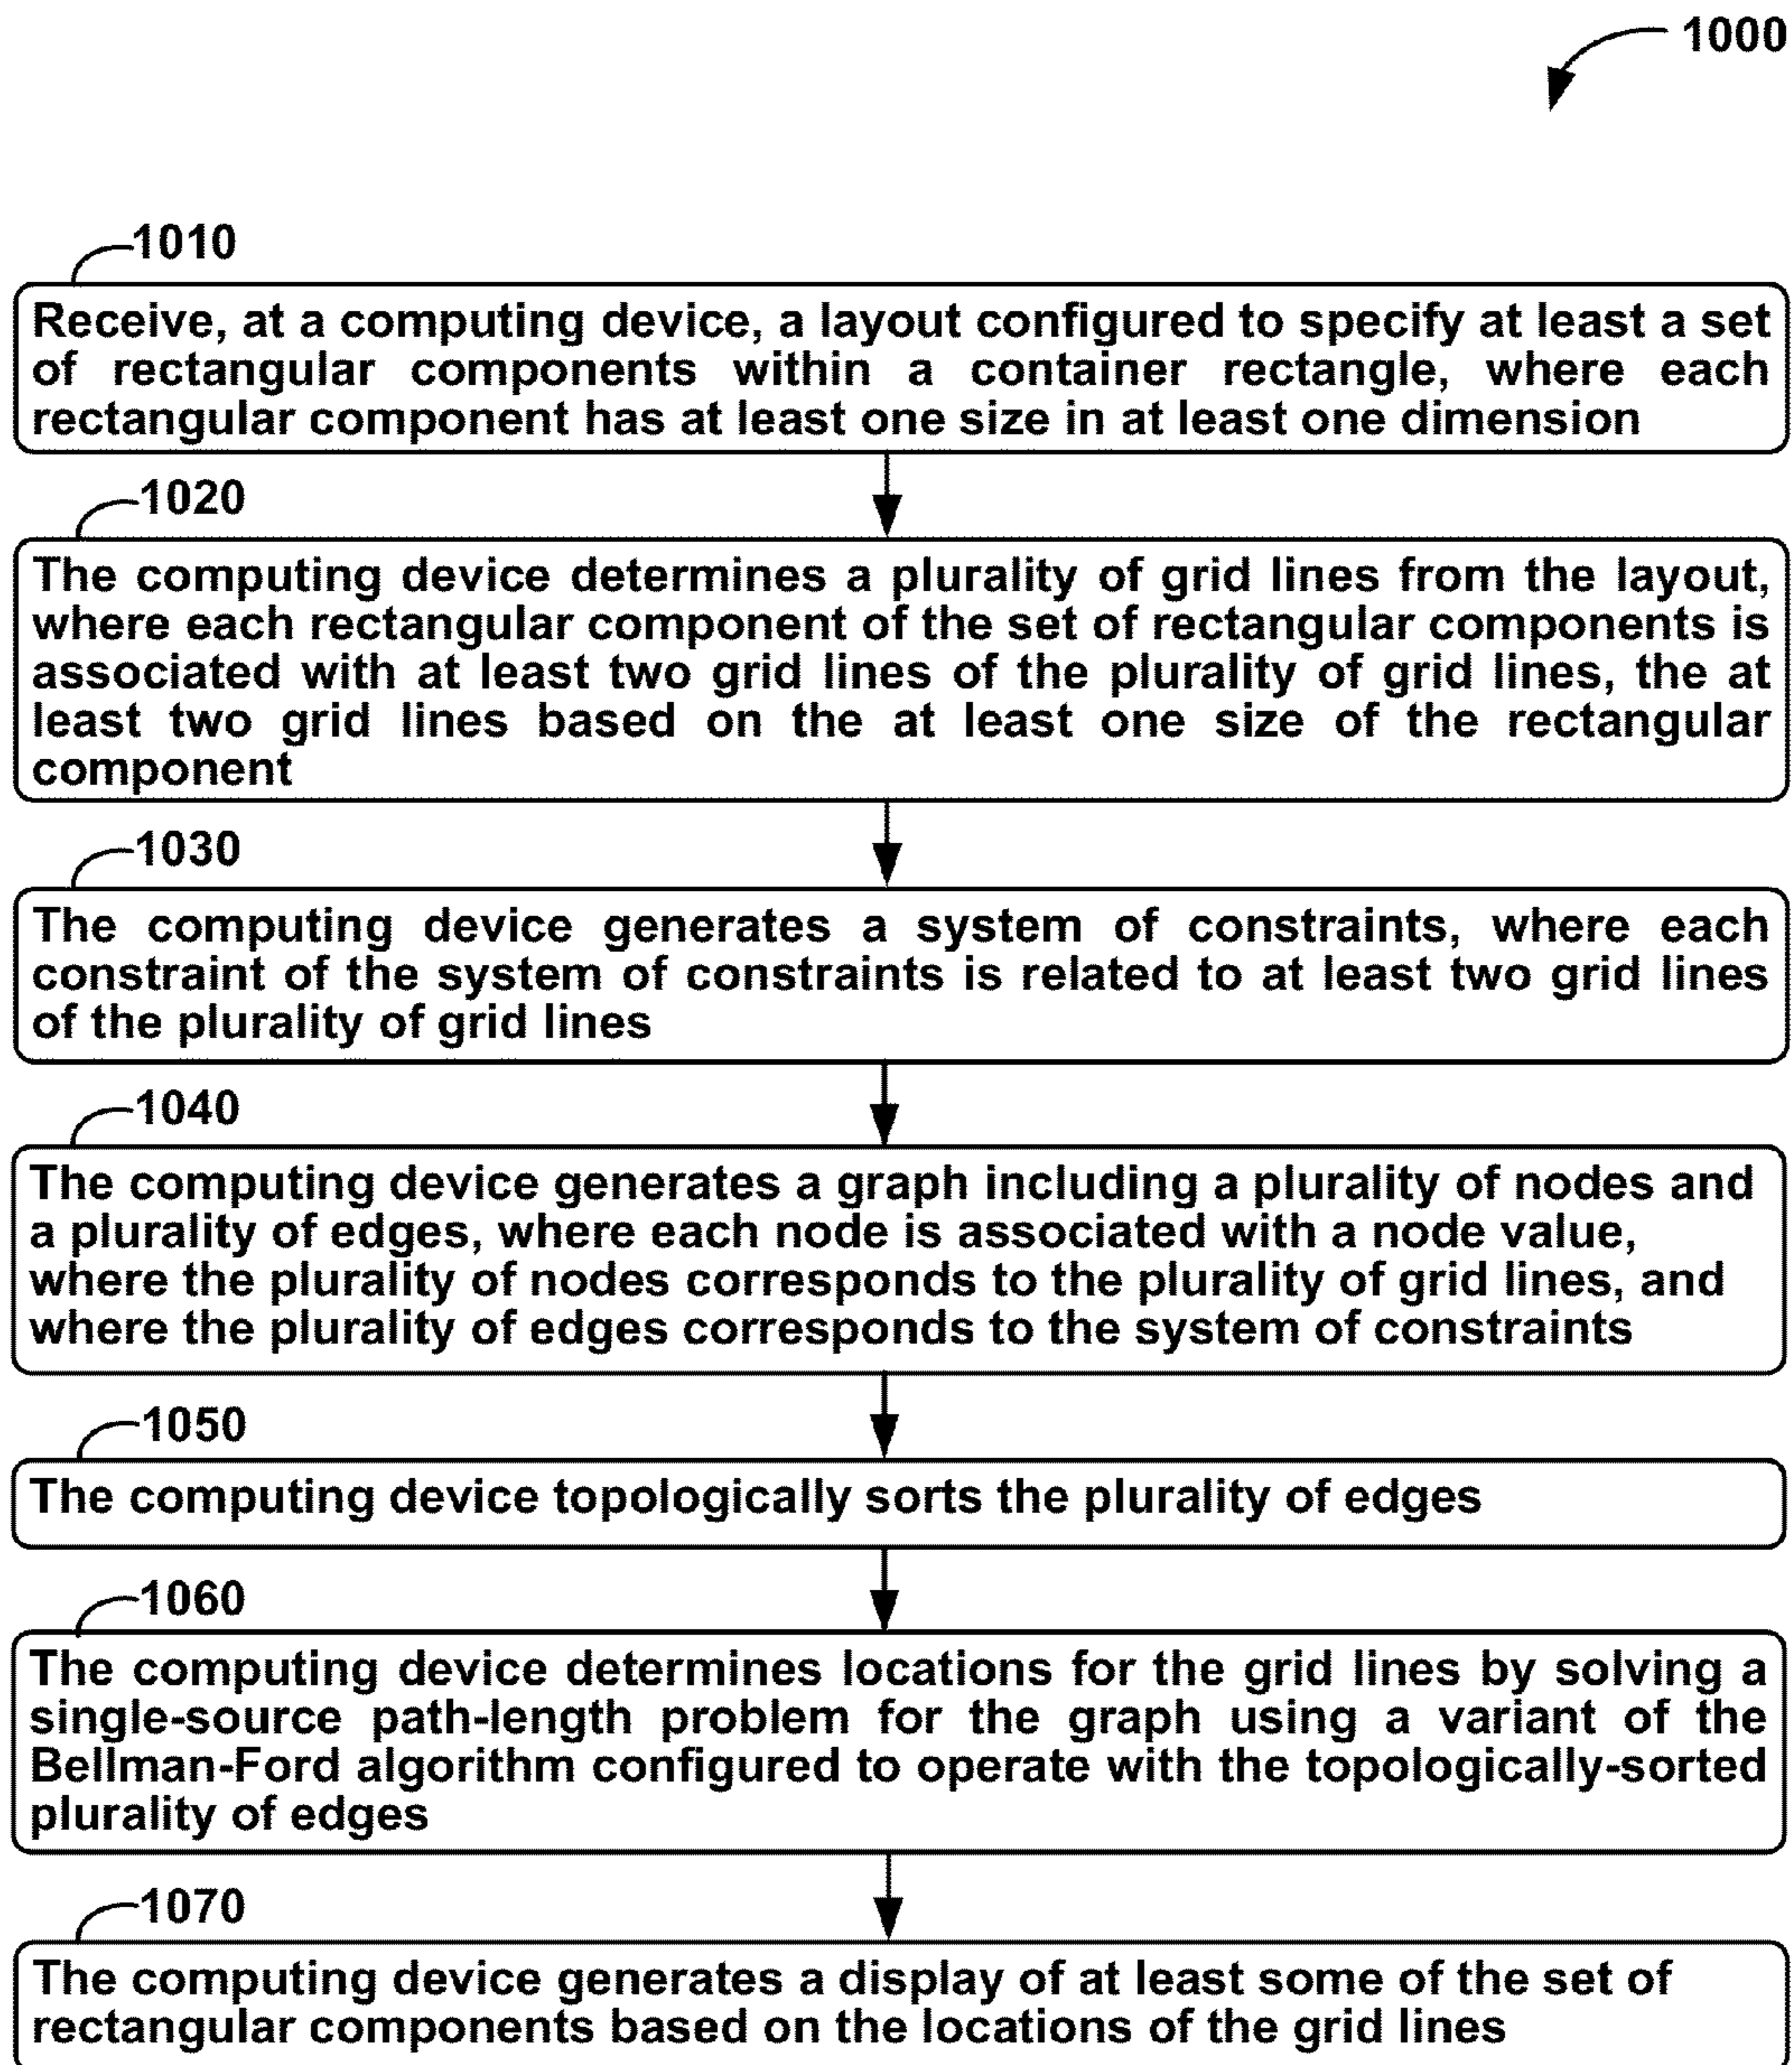 1000
1010
Receive, at a computing device, a layout configured to specify at least a set
of rectangular components within a container rectangle, where each
rectangular component has at least one size in at least one dimension
1020
The computing device determines a plurality of grid lines from the layout,
where each rectangular component of the set of rectangular components is
associated with at least two grid lines of the plurality of grid lines, the at
least two grid lines based on the at least one size of the rectangular
component
1030
The computing device generates a system of constraints, where each
constraint of the system of constraints is related to at least two grid lines
of the plurality of grid lines
1040
The computing device generates a graph including a plurality of nodes and
a plurality of edges, where each node is associated with a node value,
where the plurality of nodes corresponds to the plurality of grid lines, and
where the plurality of edges corresponds to the system of constraints
1050
The computing device topologically sorts the plurality of edges
1060
The computing device determines locations for the grid lines by solving a
single-source path-length problem for the graph using a variant of the
Bellman-Ford algorithm configured to operate with the topologically-sorted
plurality of edges
1070
The computing device generates a display of at least some of the set of
rectangular components based on the locations of the grid lines